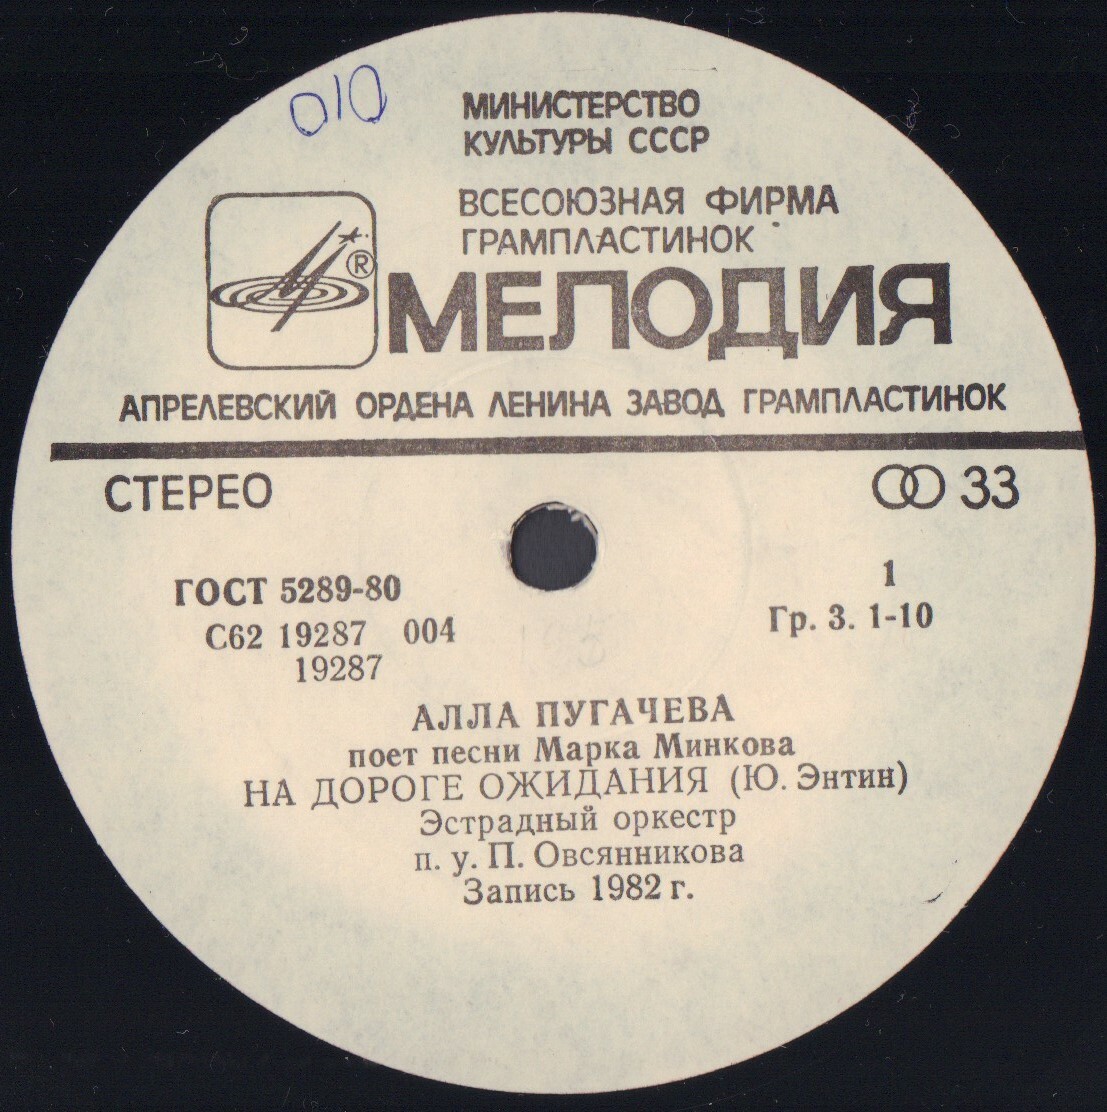 010
МИНИСТЕРСТВО
КУЛЬТУРЫ СССР
ВСЕСОЮЗНАЯ ФИРМА
ГРАМПЛАСТИНОК
®
МЕЛОДИЯ
АПРЕЛЕВСКИЙ ОРДЕНА ЛЕНИНА ЗАВОД ГРАМПЛАСТИНОК
СТЕРЕО 33
ГОСТ 5289-80 1
С62 19287 004 Гр. 3. 1-10
19287
АЛЛА ПУГАЧЕВА
поет песни Марка Минкова
НА ДОРОГЕ ОЖИДАНИЯ (Ю. Энтин)
Эстрадный оркестр
п. у. П. Овсянникова
Запись 1982 г.